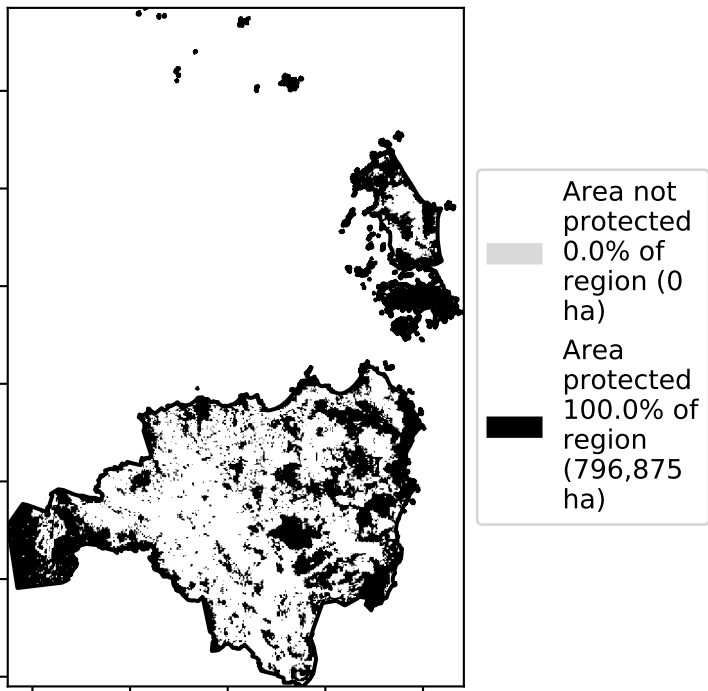 Area not
protected
0.0% of
region (0
ha)
Area
protected
100.0% of
region
(796,875
ha)